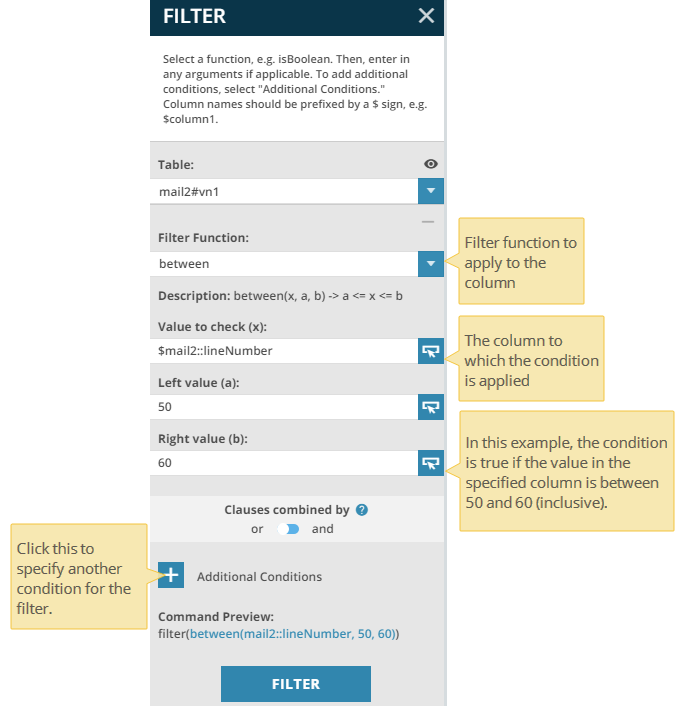 FILTER
Select a function, e.g. isBoolean. Then, enter in
any arguments if applicable. To add additional
conditions, select "Additional Conditions."
Column names should be prefixed by a $ sign, e.g.
$column1.
Table:
mail2#vn1
Filter Function:
between
Description: between(x, a, b) -> a <= x <= b
Value to check (x):
$mail2::lineNumber
Left value (a):
50
Right value (b):
60
Clauses combined by ?
or and
Additional Conditions
Command Preview:
filter(between(mail2::lineNumber, 50, 60))
FILTER
Filter function to
apply to the
column
The column to
which the condition
is applied
In this example, the condition
is true if the value in the
specified column is between
50 and 60 (inclusive).
Click this to
specify another
condition for the
filter.